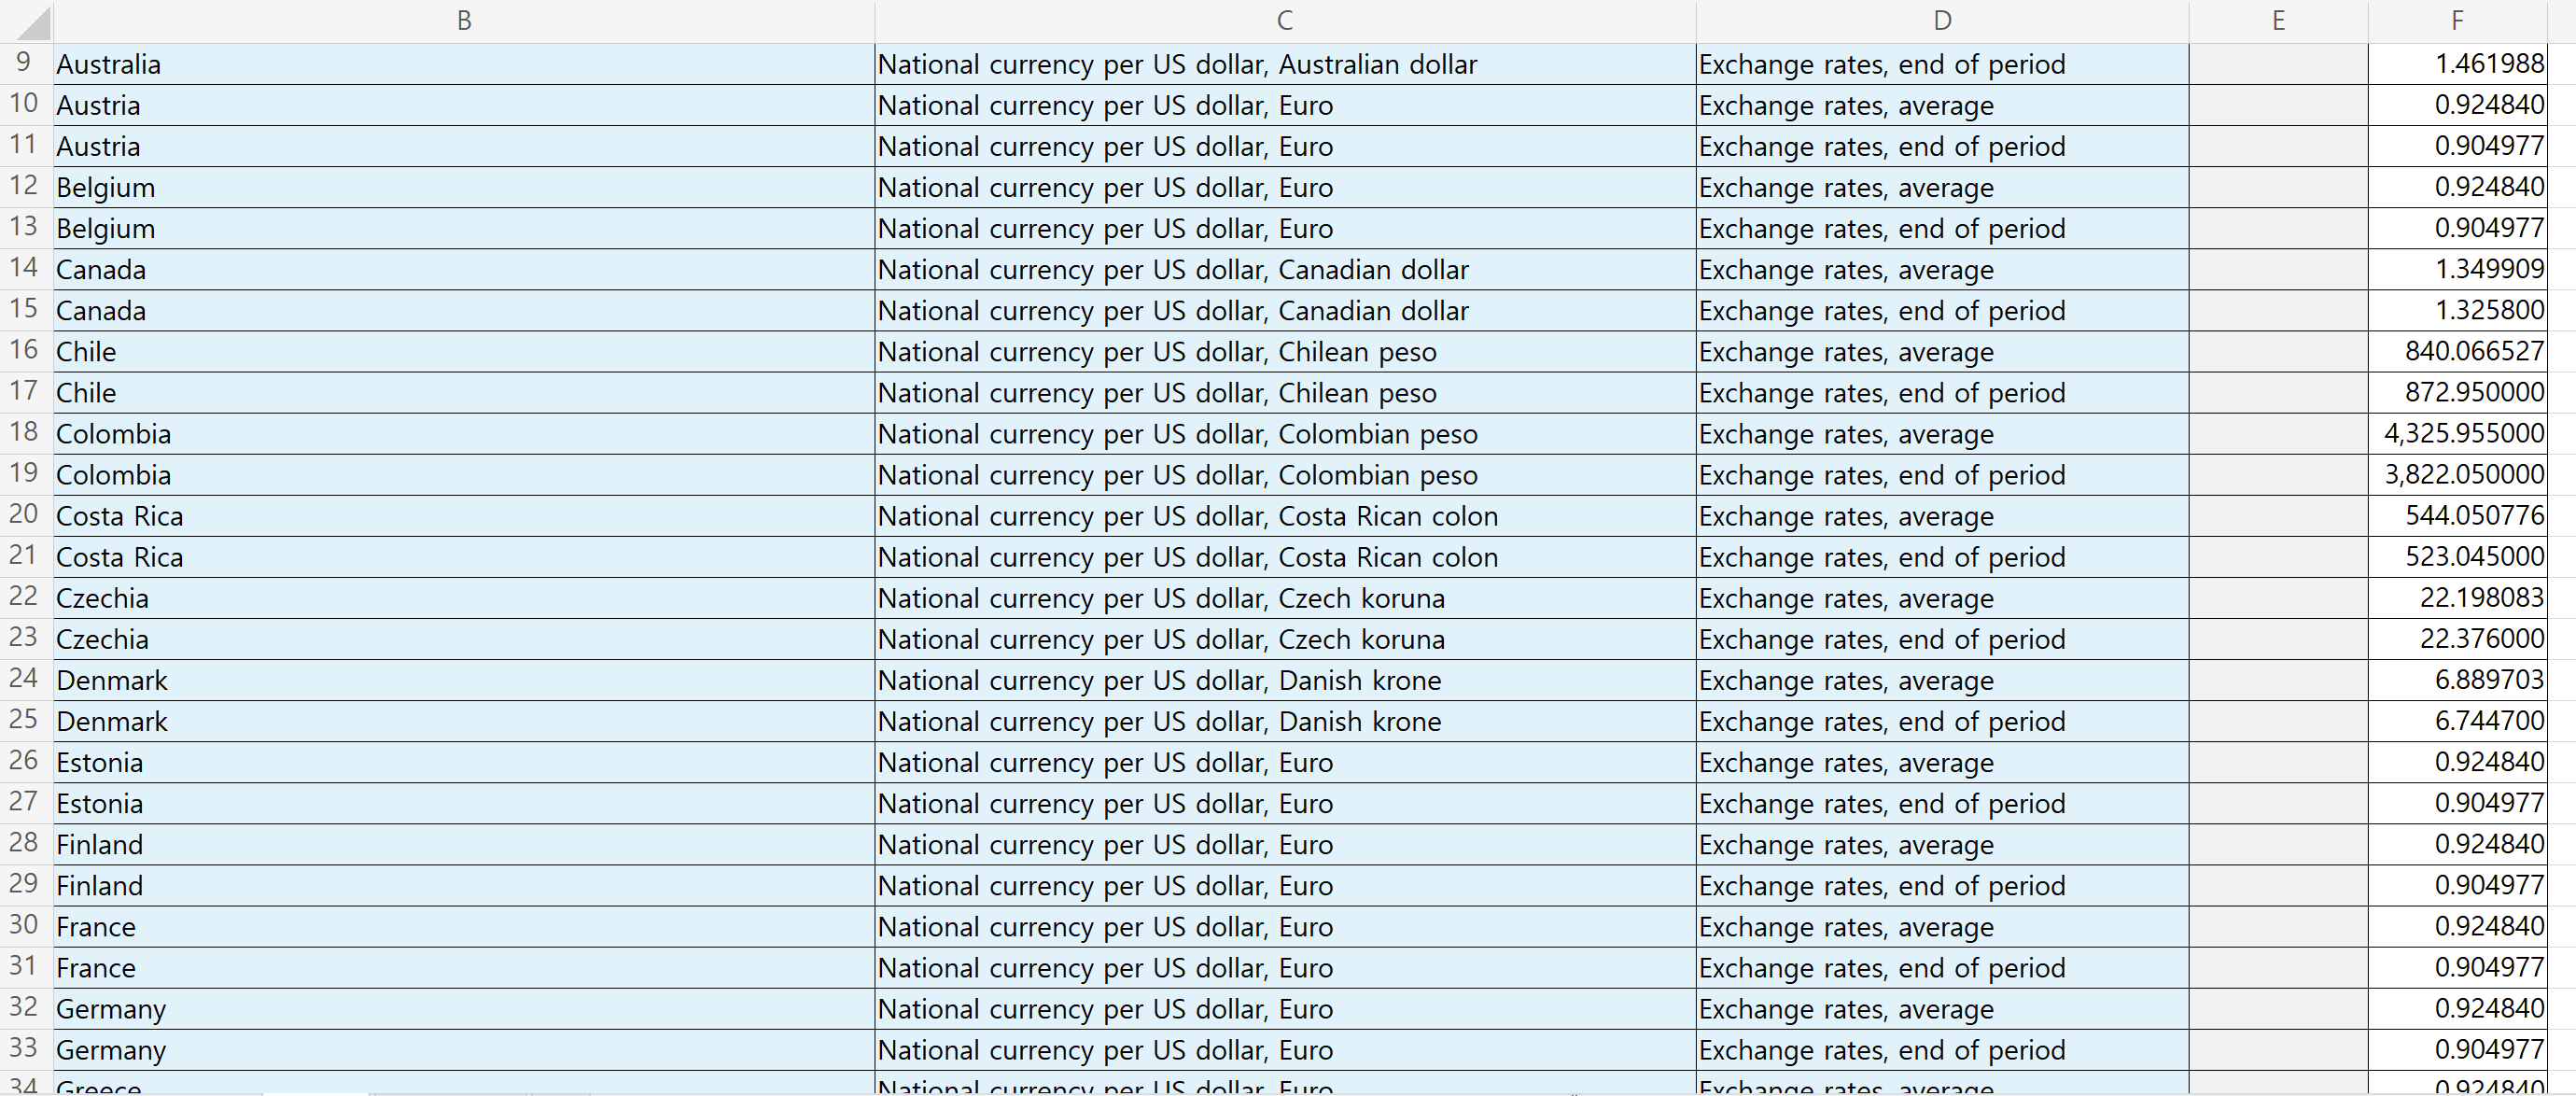 B C D E F
9 Australia National currency per US dollar, Australian dollar Exchange rates, end of period 1.461988
10 Austria National currency per US dollar, Euro Exchange rates, average 0.924840
11 Austria National currency per US dollar, Euro Exchange rates, end of period 0.904977
12 Belgium National currency per US dollar, Euro Exchange rates, average 0.924840
13 Belgium National currency per US dollar, Euro Exchange rates, end of period 0.904977
14 Canada National currency per US dollar, Canadian dollar Exchange rates, average 1.349909
15 Canada National currency per US dollar, Canadian dollar Exchange rates, end of period 1.325800
16 Chile National currency per US dollar, Chilean peso Exchange rates, average 840.066527
17 Chile National currency per US dollar, Chilean peso Exchange rates, end of period 872.950000
18 Colombia National currency per US dollar, Colombian peso Exchange rates, average 4,325.955000
19 Colombia National currency per US dollar, Colombian peso Exchange rates, end of period 3,822.050000
20 Costa Rica National currency per US dollar, Costa Rican colon Exchange rates, average 544.050776
21 Costa Rica National currency per US dollar, Costa Rican colon Exchange rates, end of period 523.045000
22 Czechia National currency per US dollar, Czech koruna Exchange rates, average 22.198083
23 Czechia National currency per US dollar, Czech koruna Exchange rates, end of period 22.376000
24 Denmark National currency per US dollar, Danish krone Exchange rates, average 6.889703
25 Denmark National currency per US dollar, Danish krone Exchange rates, end of period 6.744700
26 Estonia National currency per US dollar, Euro Exchange rates, average 0.924840
27 Estonia National currency per US dollar, Euro Exchange rates, end of period 0.904977
28 Finland National currency per US dollar, Euro Exchange rates, average 0.924840
29 Finland National currency per US dollar, Euro Exchange rates, end of period 0.904977
30 France National currency per US dollar, Euro Exchange rates, average 0.924840
31 France National currency per US dollar, Euro Exchange rates, end of period 0.904977
32 Germany National currency per US dollar, Euro Exchange rates, average 0.924840
33 Germany National currency per US dollar, Euro Exchange rates, end of period 0.904977
34 Greece National currency per US dollar, Euro Exchange rates, average 0.924840